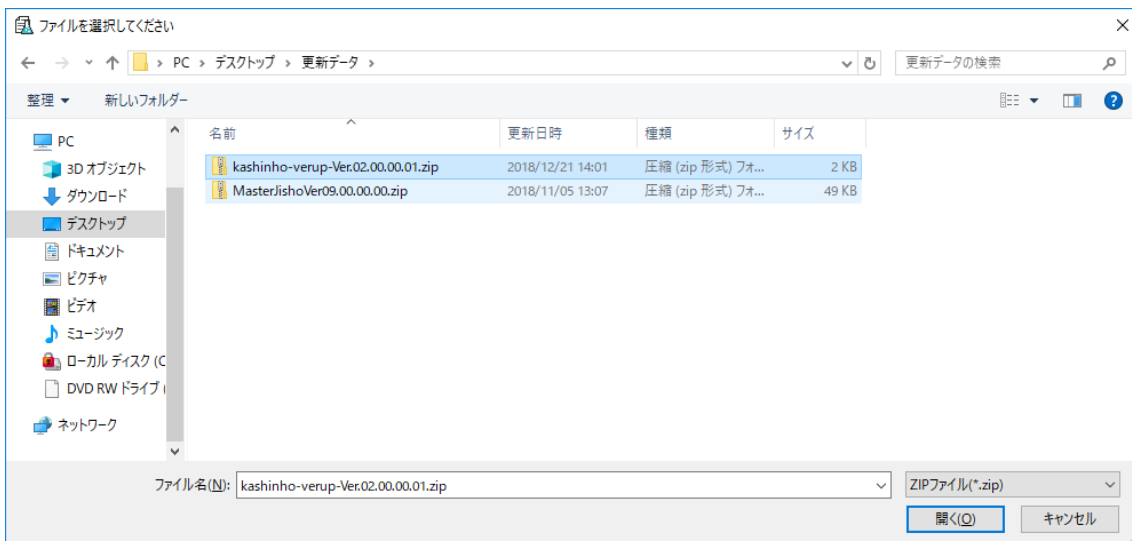 ファイルを選択してください
PC › デスクトップ › 更新データ ›
更新データの検索
整理 新しいフォルダー
名前 更新日時 種類 サイズ
kashinho-verup-Ver.02.00.00.01.zip 2018/12/21 14:01 圧縮 (zip 形式) フォ... 2 KB
MasterJishoVer09.00.00.00.zip 2018/11/05 13:07 圧縮 (zip 形式) フォ... 49 KB
PC
3D オブジェクト
ダウンロード
デスクトップ
ドキュメント
ピクチャ
ビデオ
ミュージック
ローカル ディスク (C
DVD RW ドライブ (
ネットワーク
ファイル名(N): kashinho-verup-Ver.02.00.00.01.zip
ZIPファイル(*.zip)
開く(O) キャンセル